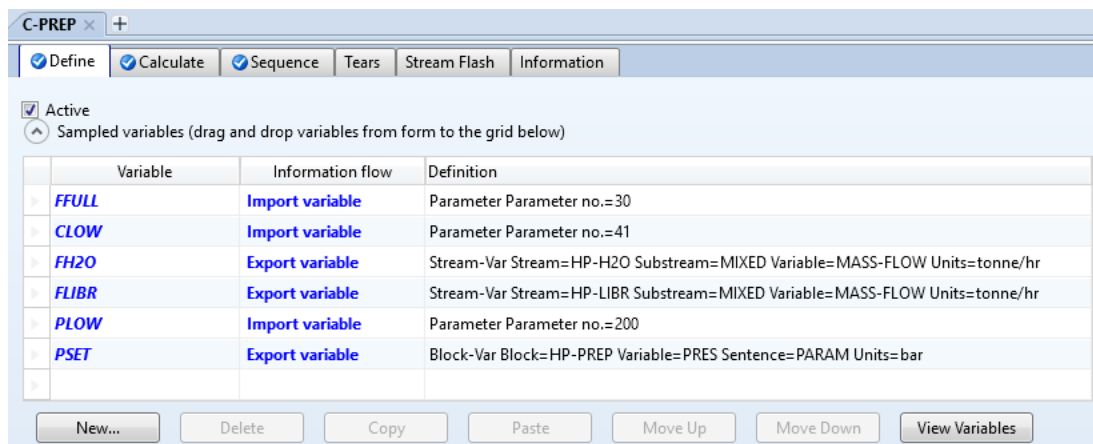 C-PREP
Define Calculate Sequence Tears Stream Flash Information
Active
Sampled variables (drag and drop variables from form to the grid below)
Variable Information flow Definition
FFULL Import variable Parameter Parameter no.=30
CLOW Import variable Parameter Parameter no.=41
FH2O Export variable Stream-Var Stream=HP-H2O Substream=MIXED Variable=MASS-FLOW Units=tonne/hr
FLIBR Export variable Stream-Var Stream=HP-LIBR Substream=MIXED Variable=MASS-FLOW Units=tonne/hr
PLOW Import variable Parameter Parameter no.=200
PSET Export variable Block-Var Block=HP-PREP Variable=PRES Sentence=PARAM Units=bar
New... Delete Copy Paste Move Up Move Down View Variables